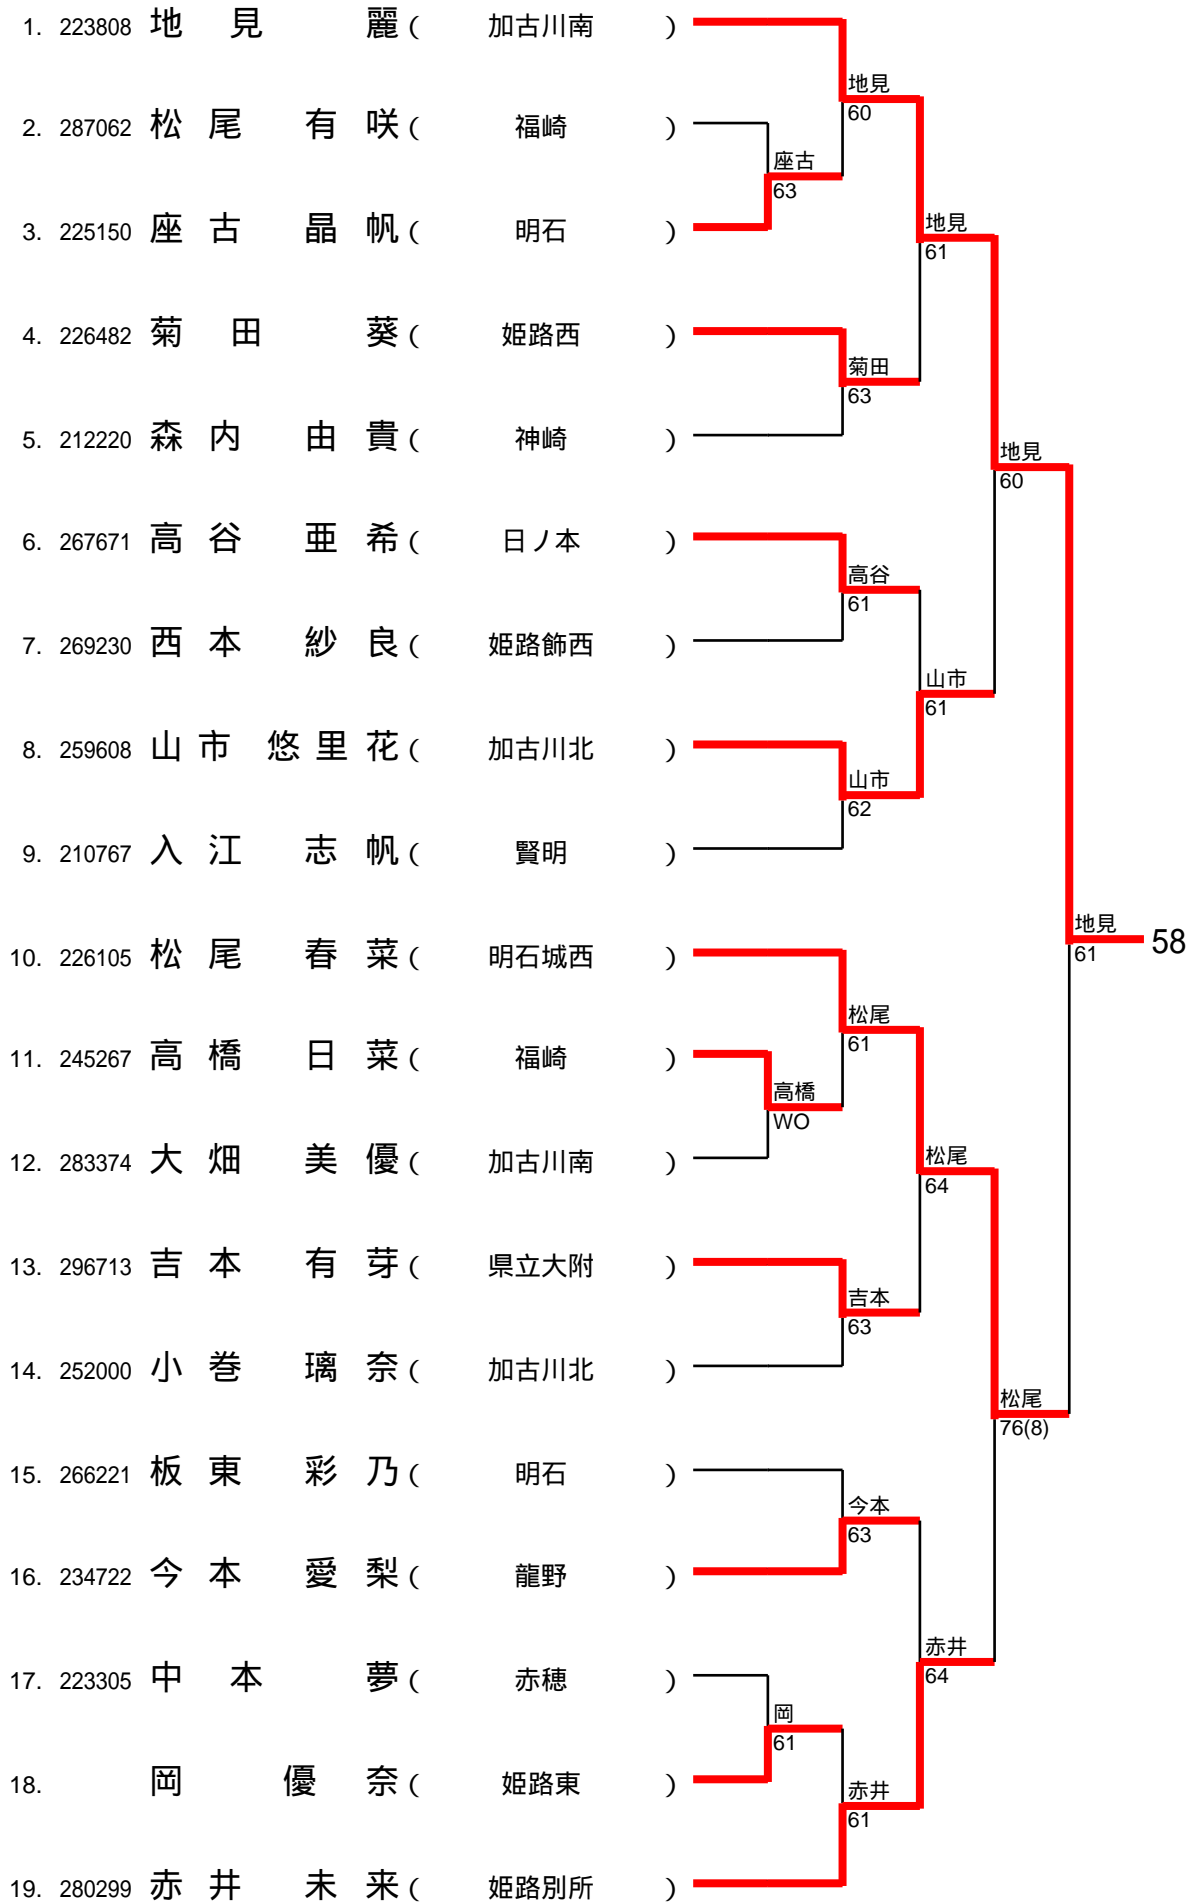 1. 223808 地見 麗 ( 加古川南 )
地見
60
2. 287062 松尾 有咲 ( 福崎 )
座古
63
3. 225150 座古 晶帆 ( 明石 )
地見
61
4. 226482 菊田 葵 ( 姫路西 )
菊田
63
5. 212220 森内 由貴 ( 神崎 )
地見
60
6. 267671 高谷 亜希 ( 日ノ本 )
高谷
61
7. 269230 西本 紗良 ( 姫路飾西 )
山市
61
8. 259608 山市 悠里花 ( 加古川北 )
山市
62
9. 210767 入江 志帆 ( 賢明 )
地見
61
58
10. 226105 松尾 春菜 ( 明石城西 )
松尾
61
11. 245267 高橋 日菜 ( 福崎 )
高橋
WO
12. 283374 大畑 美優 ( 加古川南 )
松尾
64
13. 296713 吉本 有芽 ( 県立大附 )
吉本
63
14. 252000 小巻 璃奈 ( 加古川北 )
松尾
76(8)
15. 266221 板東 彩乃 ( 明石 )
今本
63
16. 234722 今本 愛梨 ( 龍野 )
赤井
64
17. 223305 中本 夢 ( 赤穂 )
岡
61
18. 岡 優奈 ( 姫路東 )
赤井
61
19. 280299 赤井 未来 ( 姫路別所 )